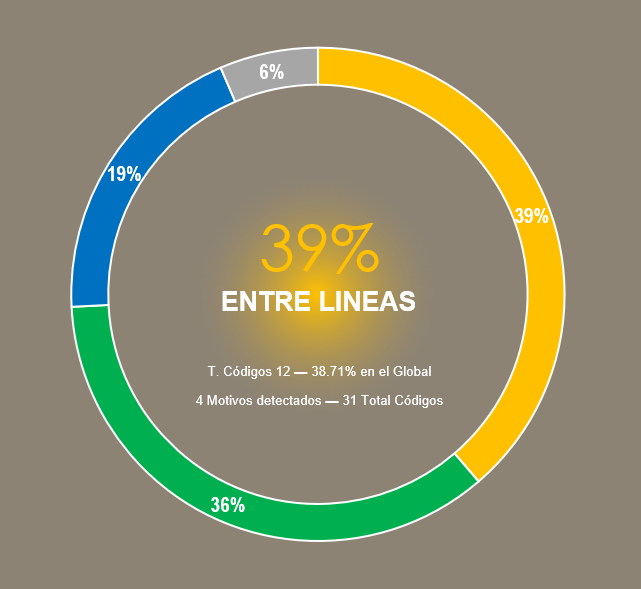 6%
19%
39%
39%
ENTRE LINEAS
T. Códigos 12 — 38.71% en el Global
4 Motivos detectados — 31 Total Códigos
36%